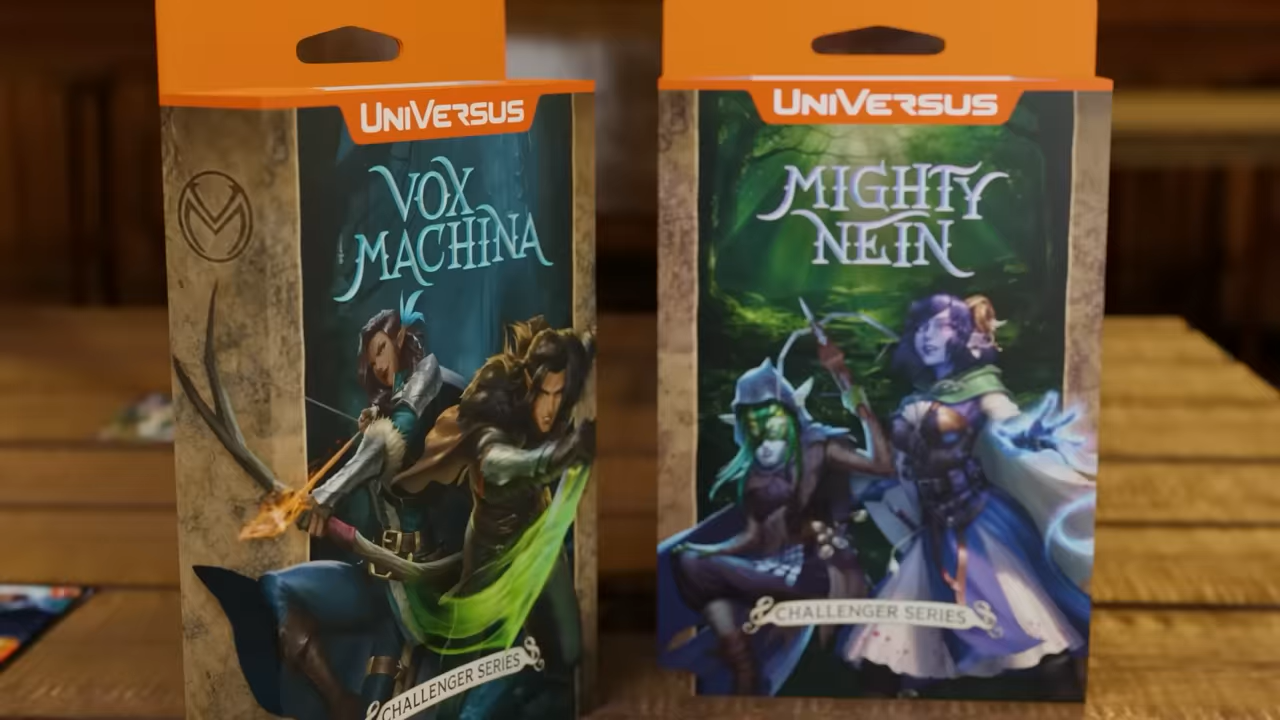 UNIVERSUS
VOX
MACHINA
CHALLENGER SERIES
UNIVERSUS
MIGHTY
NEIN
CHALLENGER SERIES